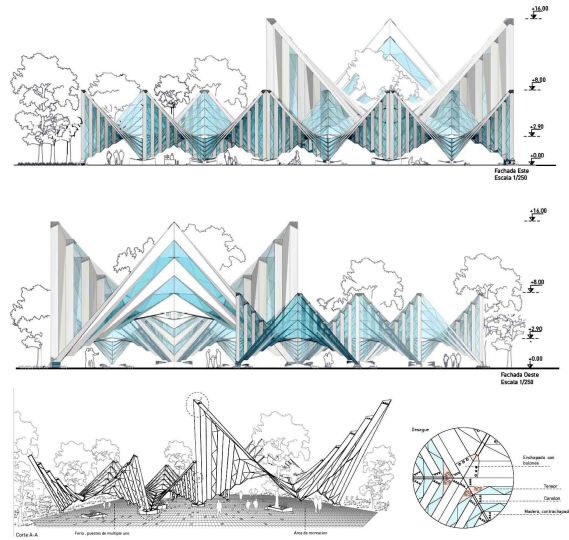 +16.00
+8.00
+2.90
+0.00
Fachada Este
Escala 1/250
+16.00
+8.00
+2.90
+0.00
Fachada Oeste
Escala 1/250
Desague
Enchapado con
bulones
Tensor
Canalon
Madera, contrachapada
Feria , puestos de multiple uso
Area de recreacion
Corte A-A